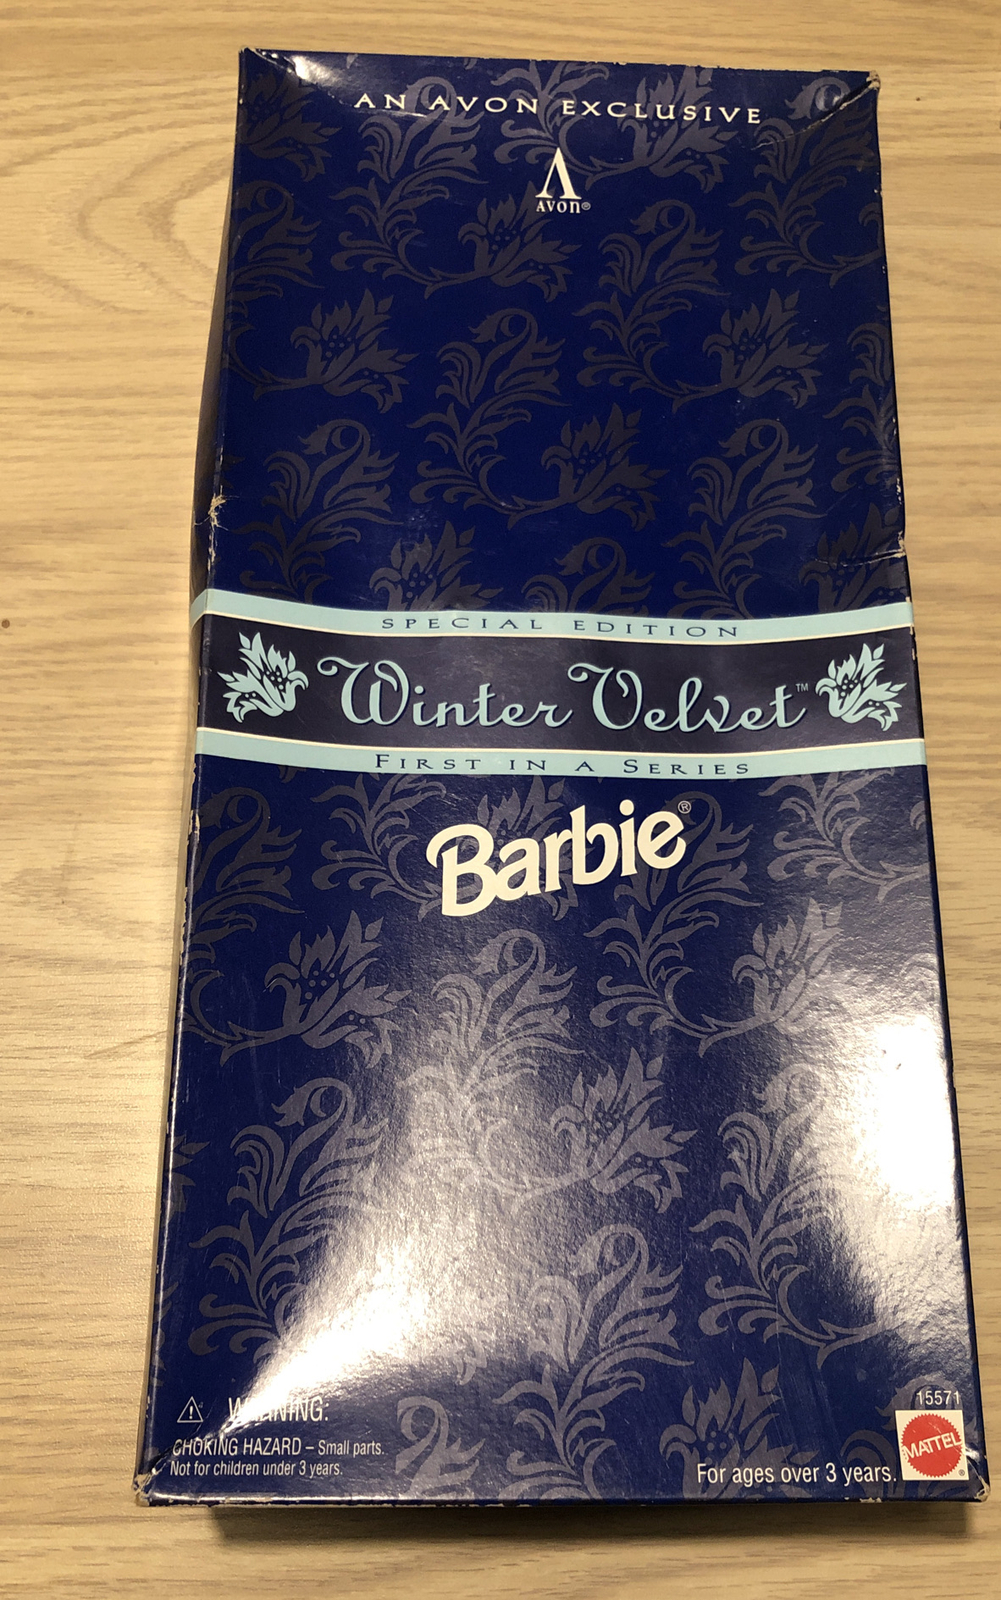 AN AVON EXCLUSIVE
AVON®
SPECIAL EDITION
Winter Velvet™
FIRST IN A SERIES
Barbie®
WARNING:
CHOKING HAZARD – Small parts.
Not for children under 3 years.
15571
MATTEL®
For ages over 3 years.